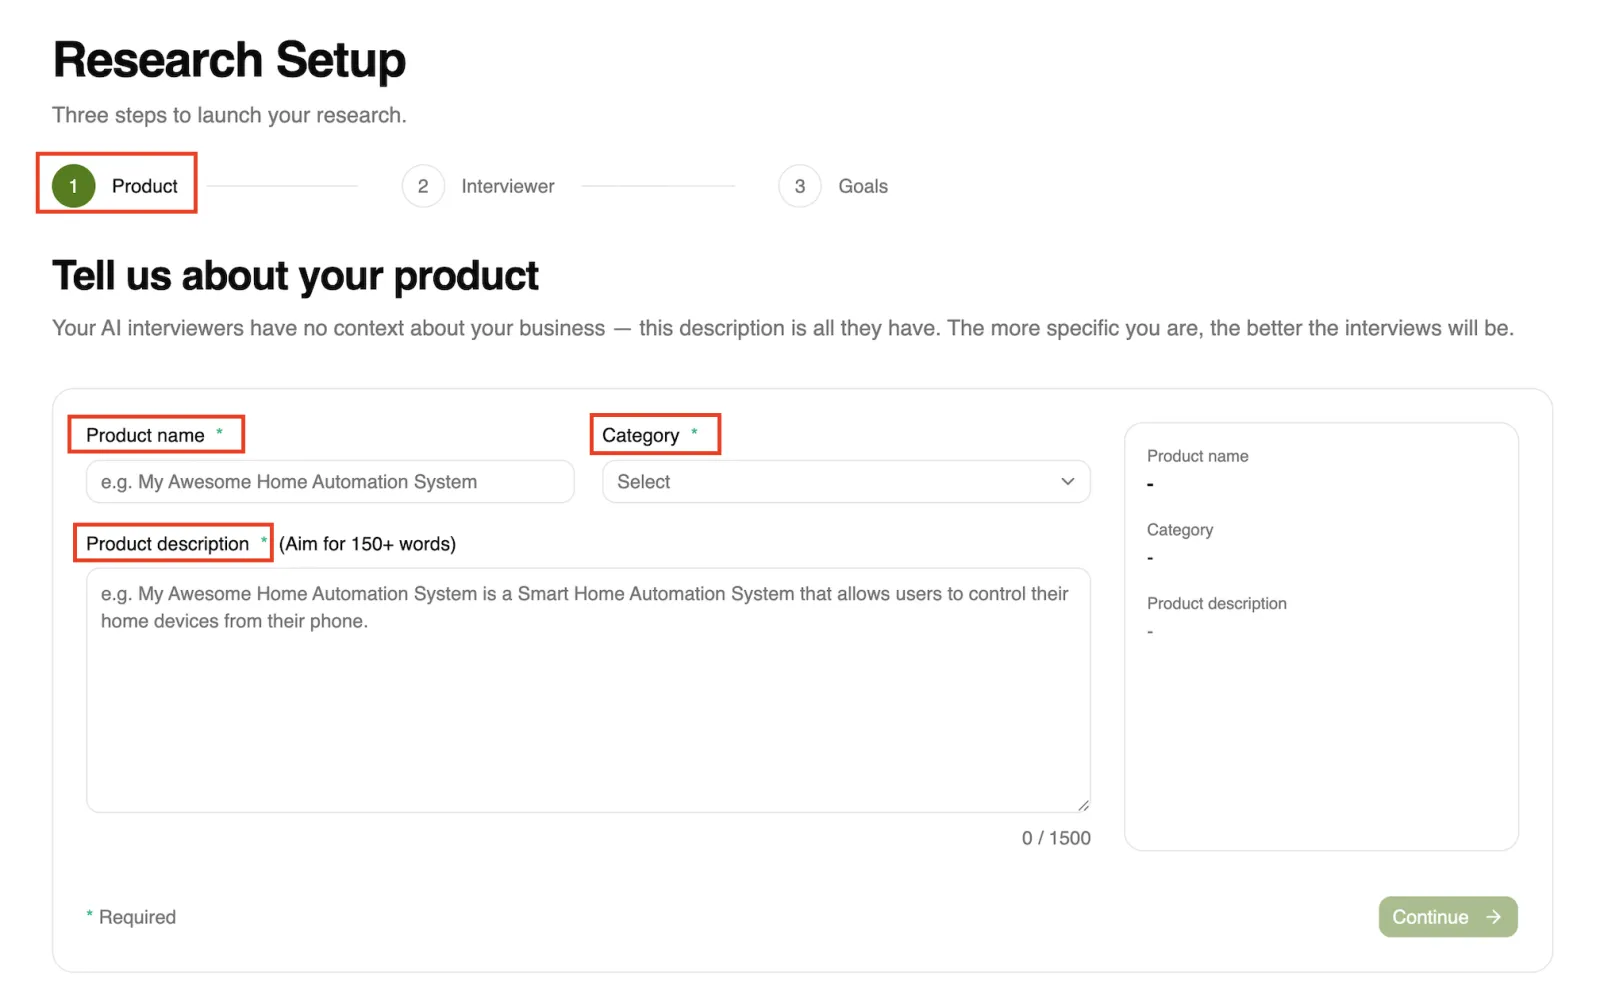 Research Setup
Three steps to launch your research.
1 Product 2 Interviewer 3 Goals
Tell us about your product
Your AI interviewers have no context about your business — this description is all they have. The more specific you are, the better the interviews will be.
Product name * Category *
e.g. My Awesome Home Automation System Select
Product description * (Aim for 150+ words)
e.g. My Awesome Home Automation System is a Smart Home Automation System that allows users to control their
home devices from their phone.
0 / 1500
Product name
-
Category
-
Product description
-
* Required
Continue →